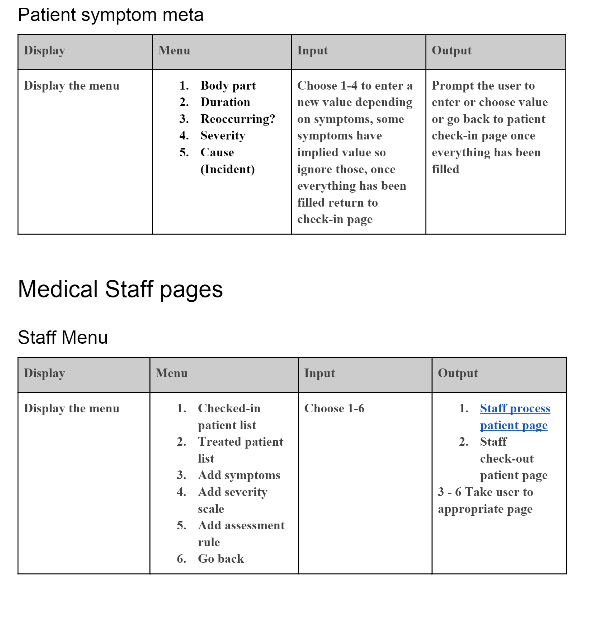 Patient symptom meta
Display
Menu
Input
Output
Display the menu
1. Body part
2. Duration
3. Reoccurring?
4. Severity
5. Cause
(Incident)
Choose 1-4 to enter a
new value depending
on symptoms, some
symptoms have
implied value so
ignore those, once
everything has been
filled return to
check-in page
Prompt the user to
enter or choose value
or go back to patient
check-in page once
everything has been
filled
Medical Staff pages
Staff Menu
Display
Menu
Input
Output
Display the menu
1. Checked-in
patient list
2. Treated patient
list
3. Add symptoms
4. Add severity
scale
5. Add assessment
rule
6. Go back
Choose 1-6
1. Staff process
patient page
2. Staff
check-out
patient page
3 - 6 Take user to
appropriate page